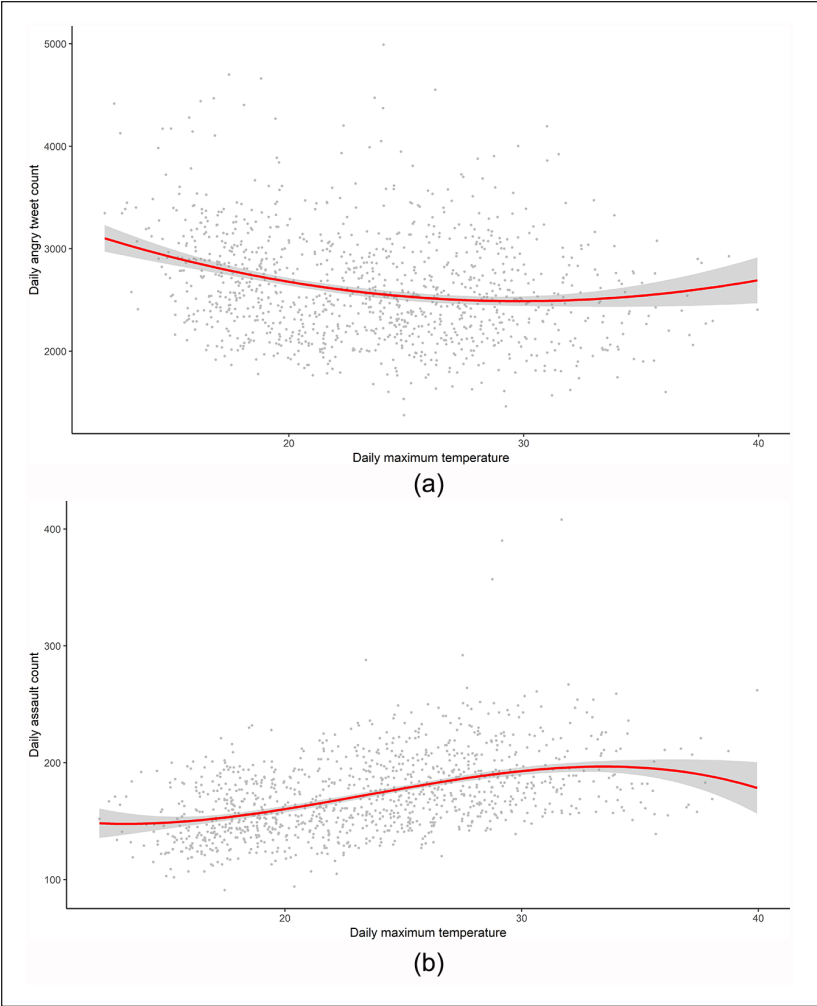 5000
4000
3000
2000
Daily angry tweet count
20
30
40
Daily maximum temperature
(a)
400
300
200
100
Daily assault count
20
30
40
Daily maximum temperature
(b)